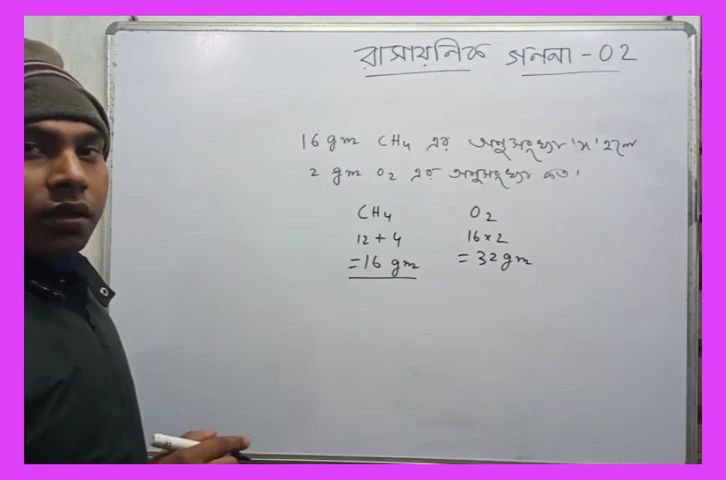 রাসায়নিক গননা - 02
16 gm CH4 এর অনুসংখ্যা 'x' হলে
2 gm O2 এর অনুসংখ্যা কত।
CH4 O2
12 + 4 16 x 2
= 16 gm = 32 gm